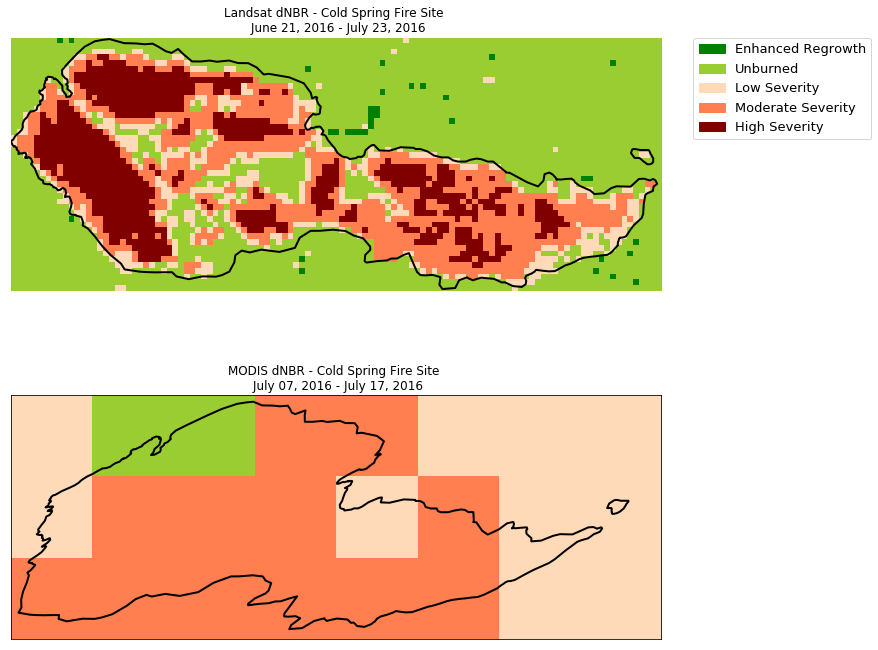 Landsat dNBR - Cold Spring Fire Site
June 21, 2016 - July 23, 2016
Enhanced Regrowth
Unburned
Low Severity
Moderate Severity
High Severity
MODIS dNBR - Cold Spring Fire Site
July 07, 2016 - July 17, 2016